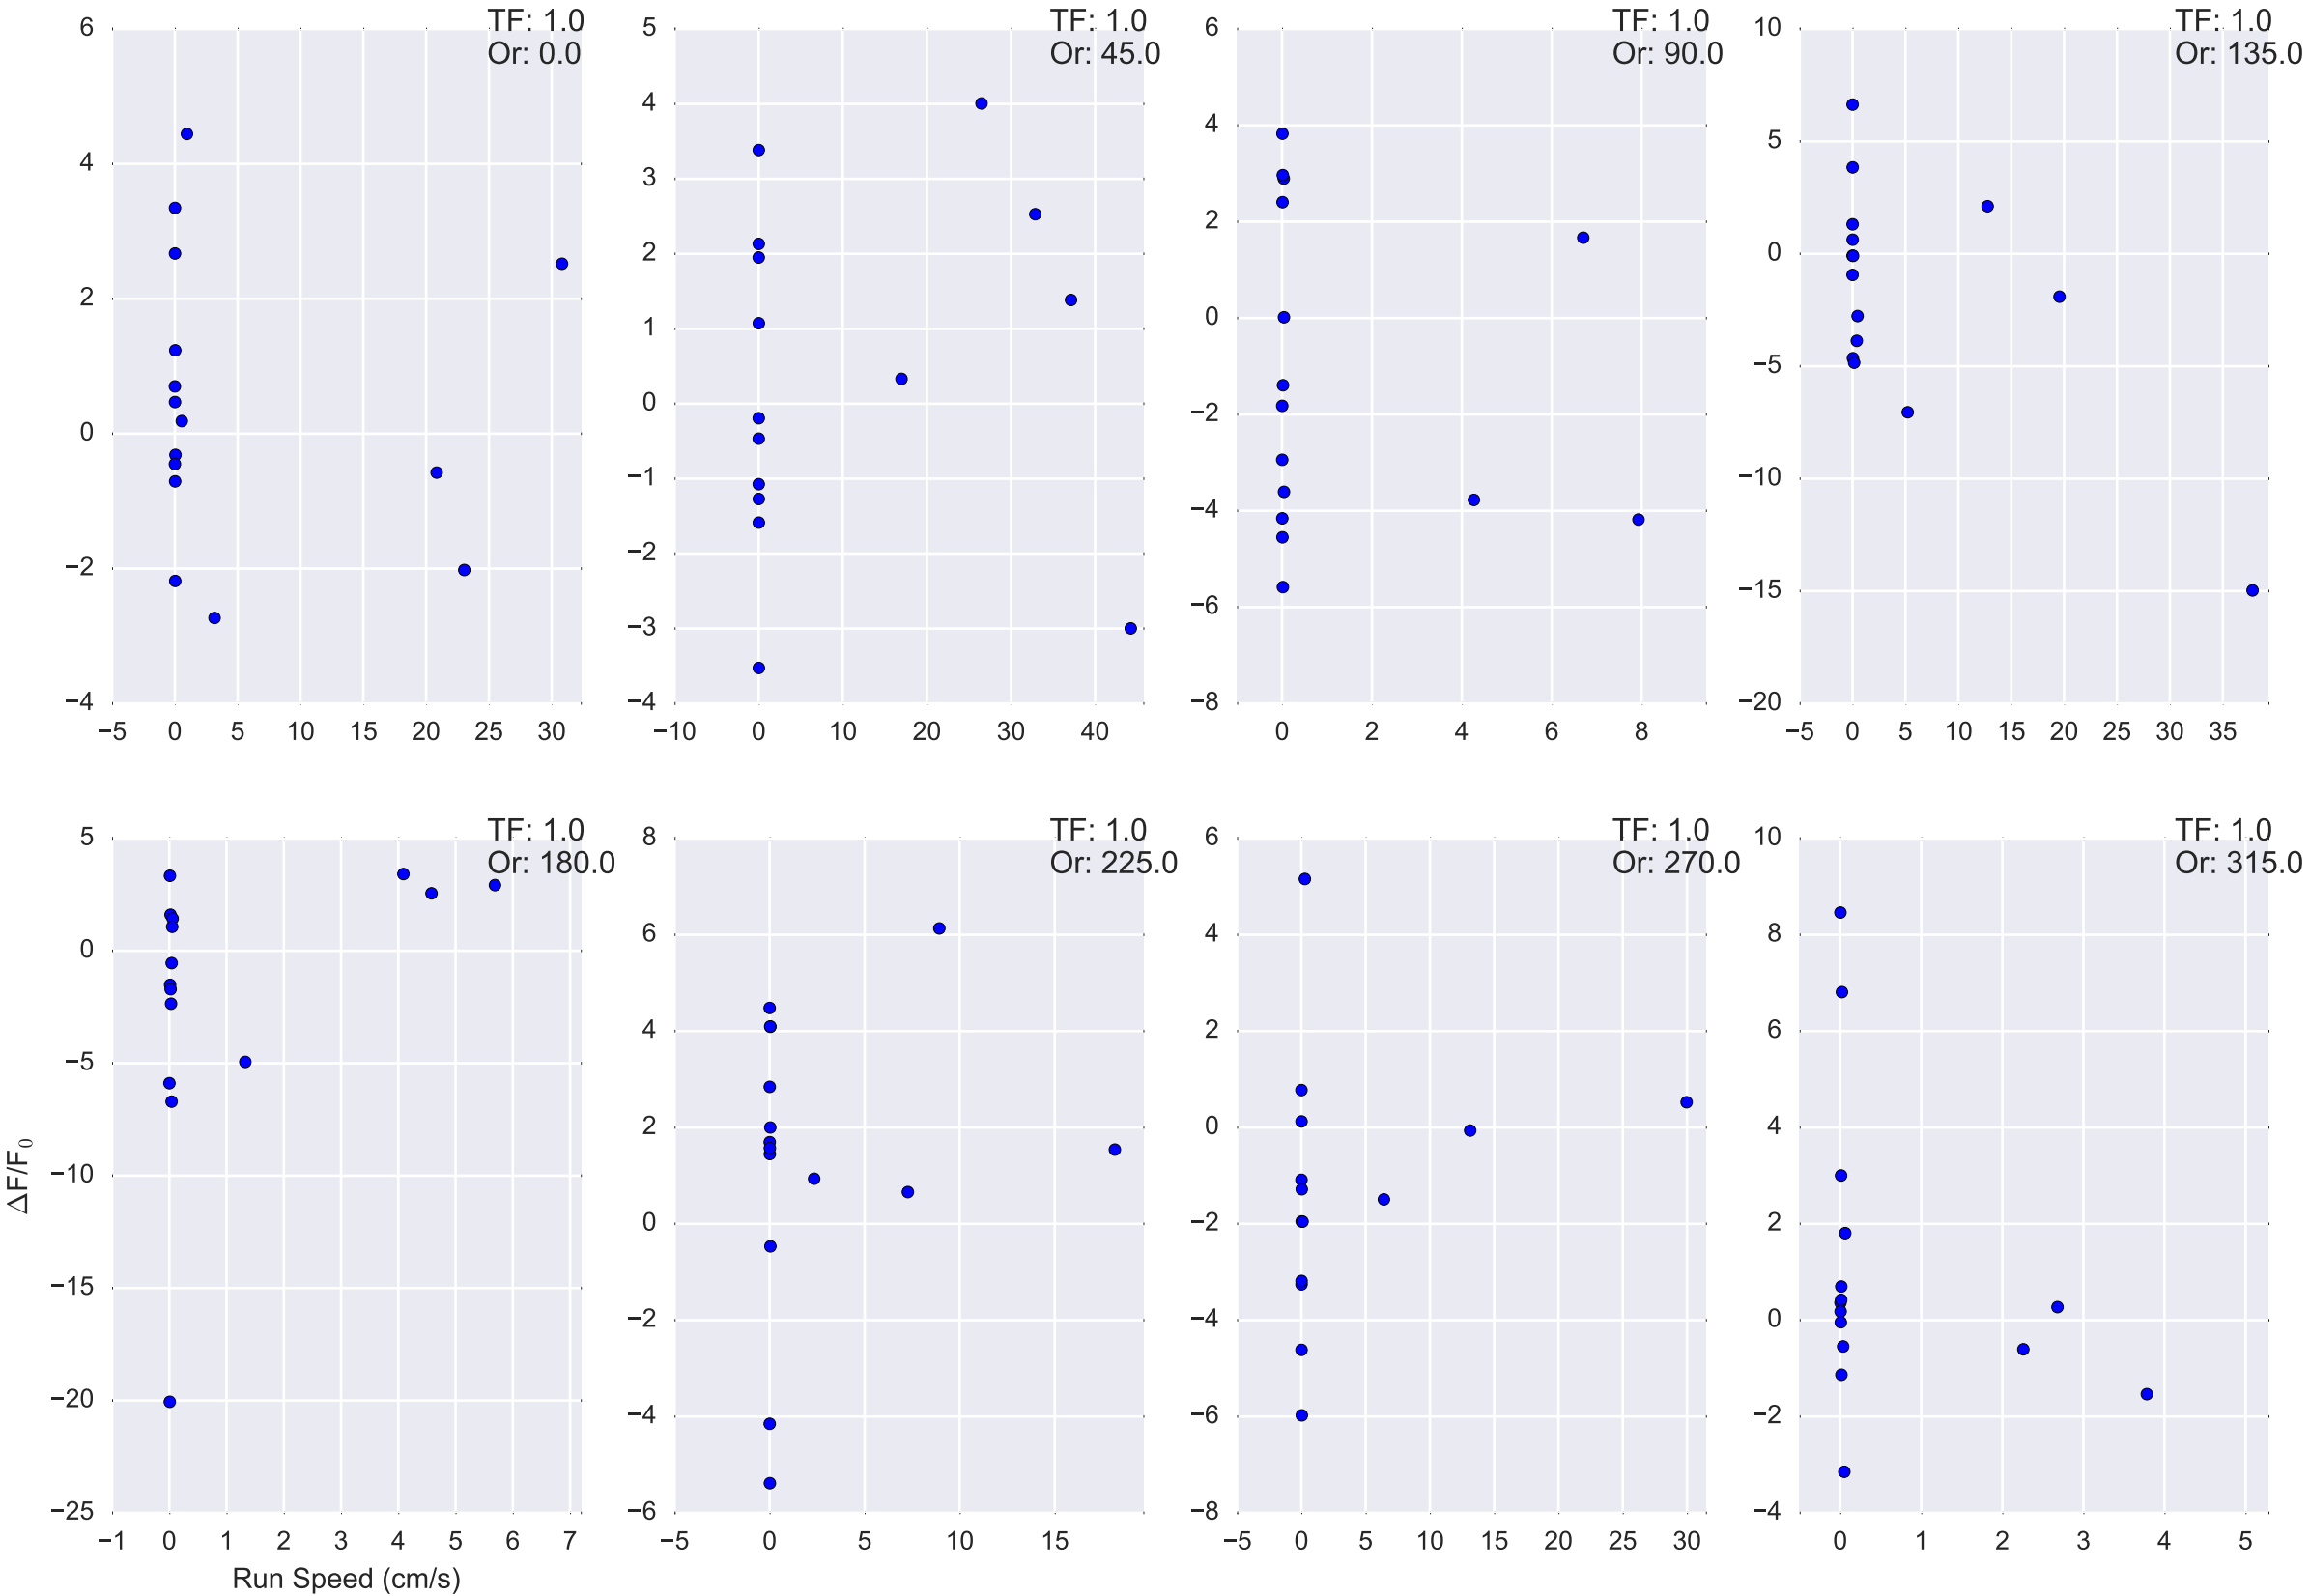 TF: 1.0
Or: 0.0
6
4
2
0
−2
−4
−5 0 5 10 15 20 25 30
TF: 1.0
Or: 45.0
5
4
3
2
1
0
−1
−2
−3
−4
−10 0 10 20 30 40
TF: 1.0
Or: 90.0
6
4
2
0
−2
−4
−6
−8
0 2 4 6 8
TF: 1.0
Or: 135.0
10
5
0
−5
−10
−15
−20
−5 0 5 10 15 20 25 30 35
TF: 1.0
Or: 180.0
5
0
−5
−10
−15
−20
−25
−1 0 1 2 3 4 5 6 7
ΔF/F₀
Run Speed (cm/s)
TF: 1.0
Or: 225.0
8
6
4
2
0
−2
−4
−6
−5 0 5 10 15
TF: 1.0
Or: 270.0
6
4
2
0
−2
−4
−6
−8
−5 0 5 10 15 20 25 30
TF: 1.0
Or: 315.0
10
8
6
4
2
0
−2
−4
0 1 2 3 4 5